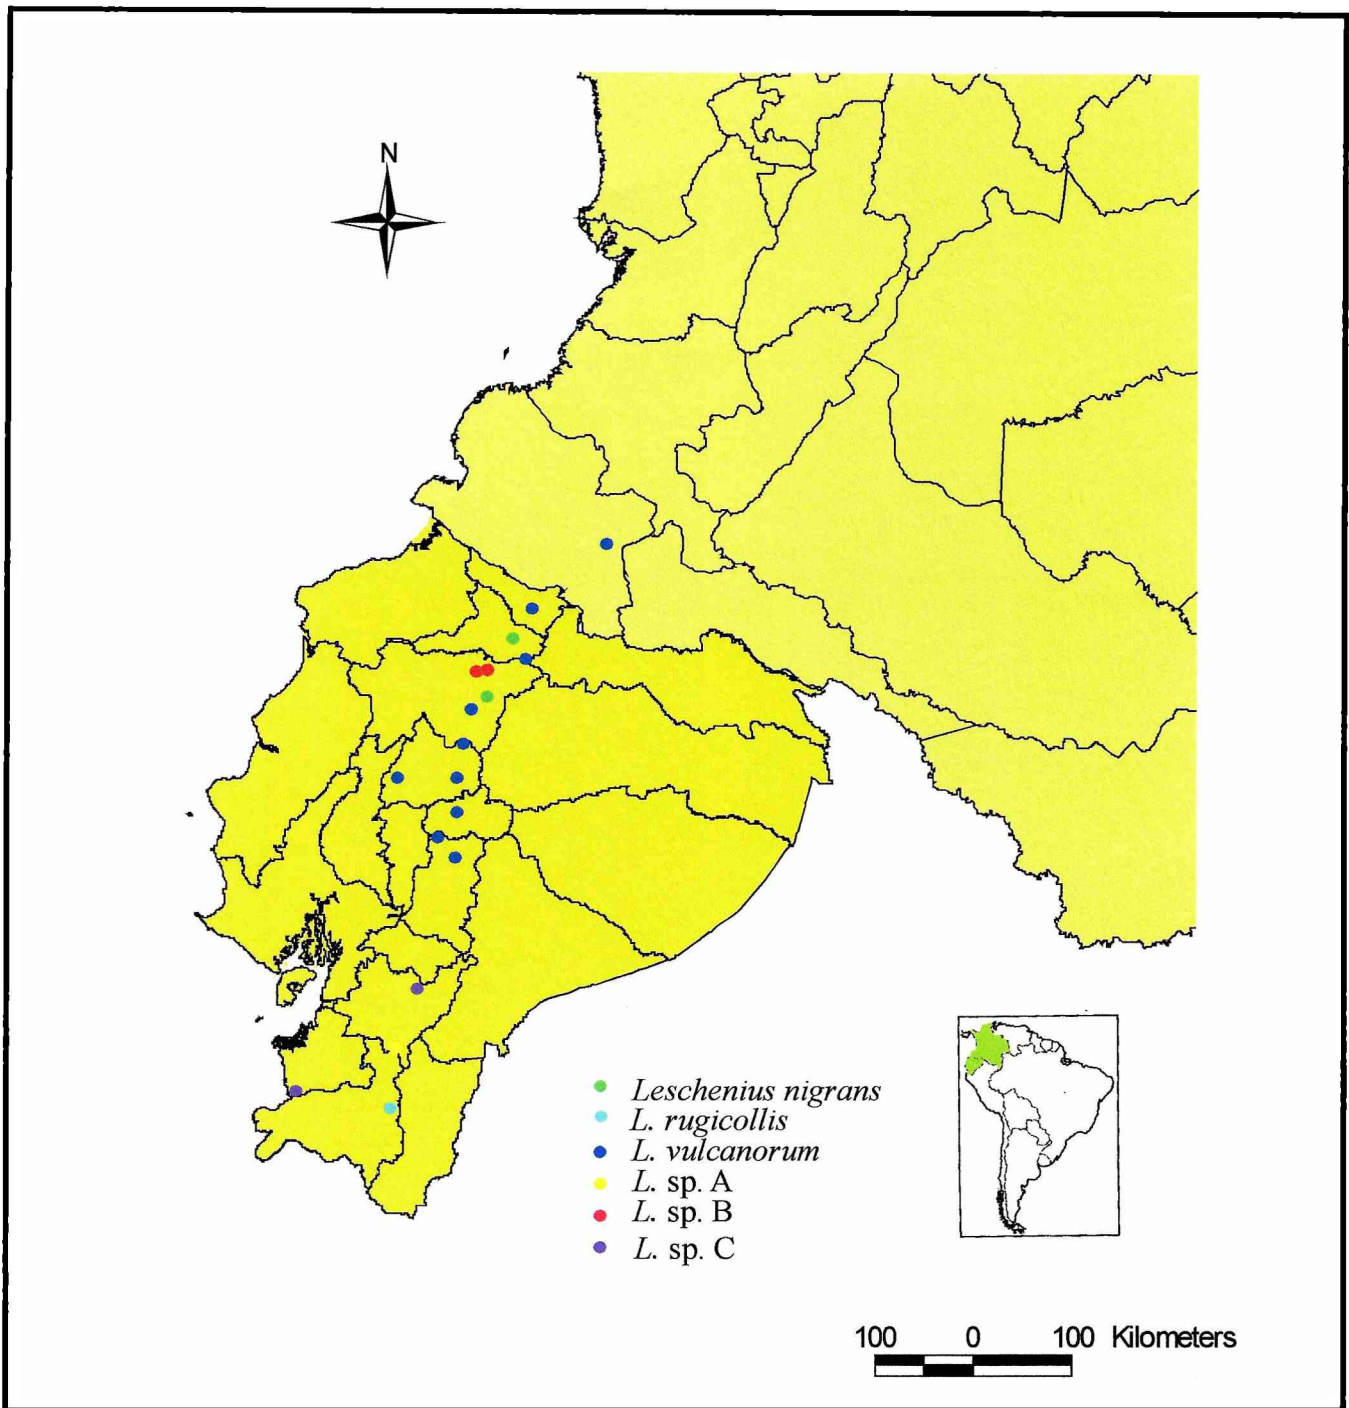 N
Leschenius nigrans
L. rugicollis
L. vulcanorum
L. sp. A
L. sp. B
L. sp. C
100 0 100 Kilometers